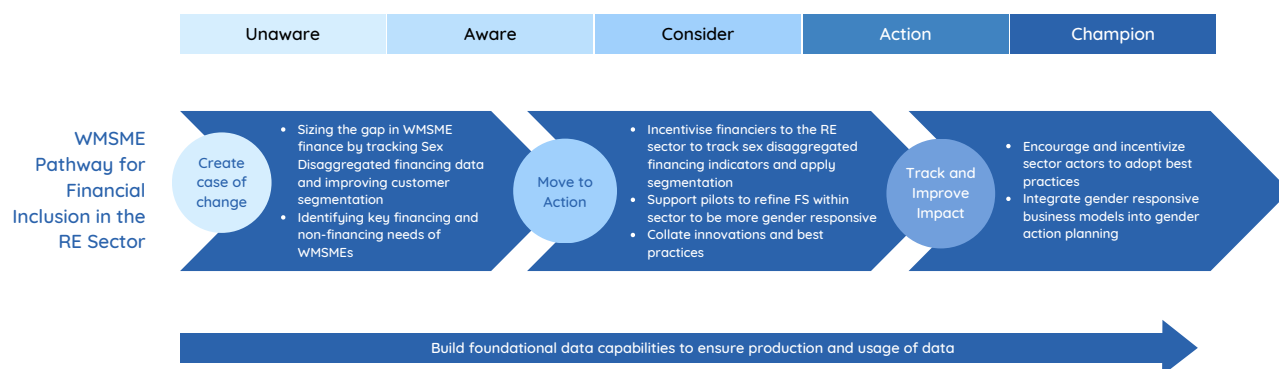 Unaware
Aware
Consider
Action
Champion
WMSME
Pathway for
Financial
Inclusion in the
RE Sector
Create
case of
change
• Sizing the gap in WMSME
finance by tracking Sex
Disaggregated financing data
and improving customer
segmentation
• Identifying key financing and
non-financing needs of
WMSMEs
Move to
Action
• Incentivise financiers to the RE
sector to track sex disaggregated
financing indicators and apply
segmentation
• Support pilots to refine FS within
sector to be more gender responsive
• Collate innovations and best
practices
Track and
Improve
Impact
• Encourage and incentivize
sector actors to adopt best
practices
• Integrate gender responsive
business models into gender
action planning
Build foundational data capabilities to ensure production and usage of data